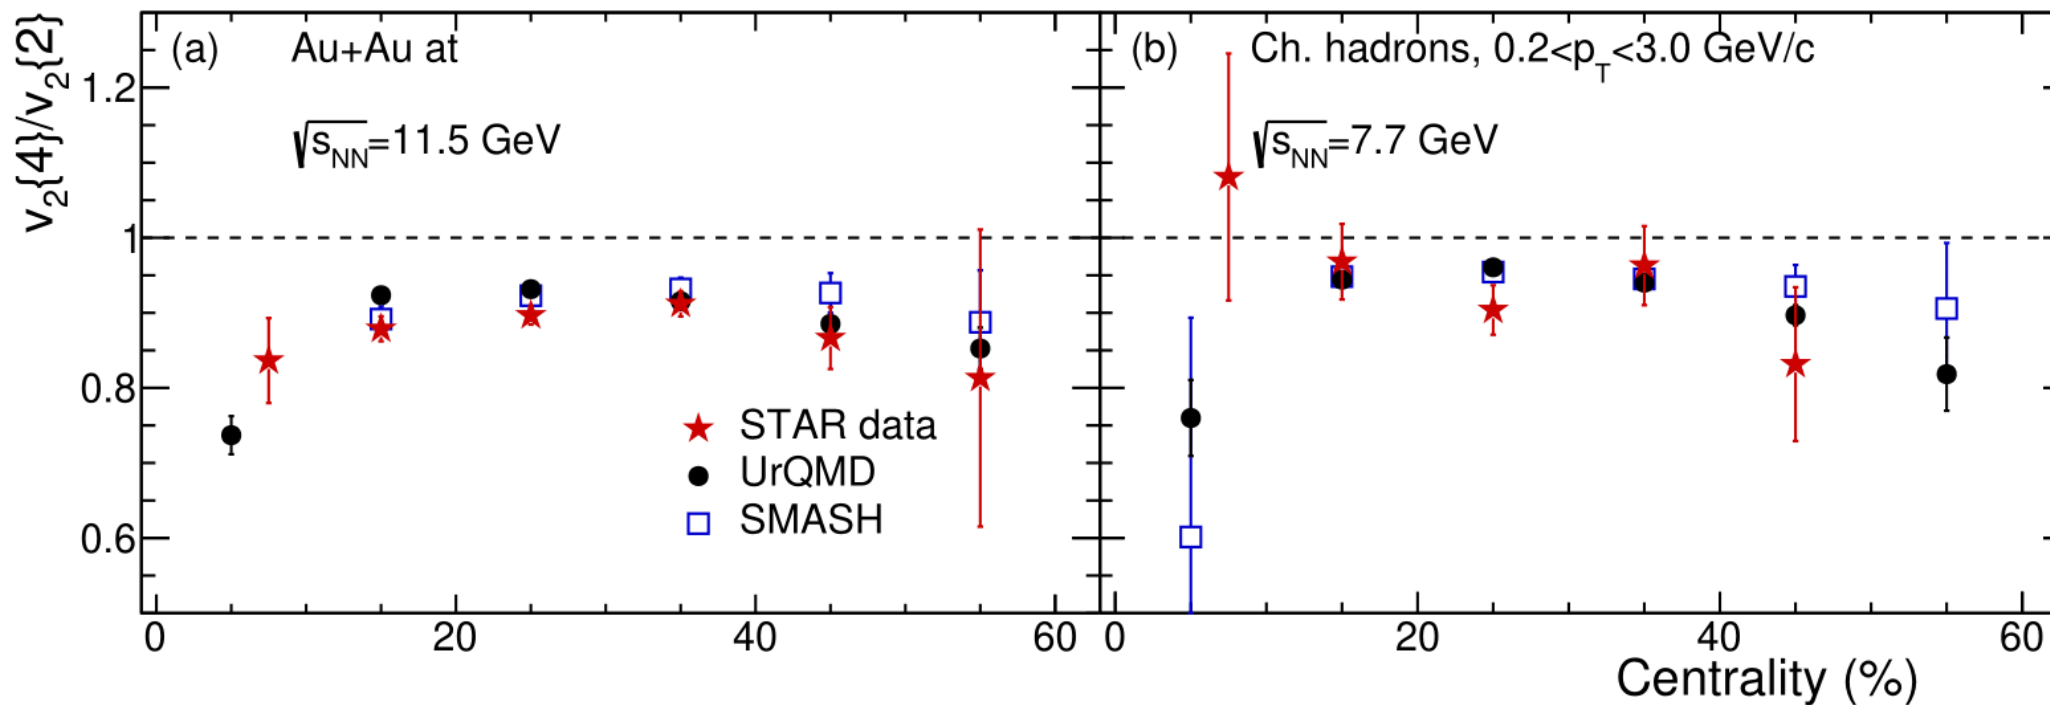 v₂{4}/v₂{2}
(a) Au+Au at
√sNN=11.5 GeV
(b) Ch. hadrons, 0.2<pT<3.0 GeV/c
√sNN=7.7 GeV
1.2
1
0.8
0.6
STAR data
UrQMD
SMASH
0 20 40 60
0 20 40 60
Centrality (%)